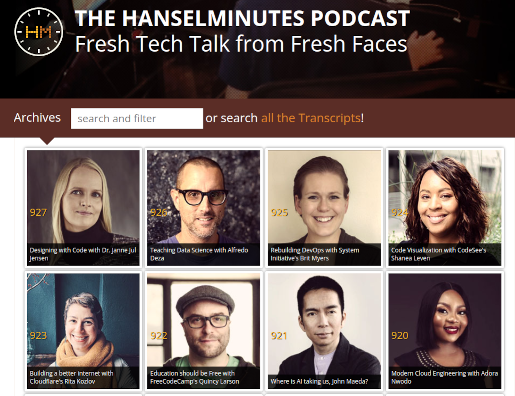 HM
THE HANSELMINUTES PODCAST
Fresh Tech Talk from Fresh Faces
Archives
search and filter
or search all the Transcripts!
927
Designing with Code with Dr. Janne Jul
Jensen
926
Teaching Data Science with Alfredo
Deza
925
Rebuilding DevOps with System
Initiative's Brit Myers
924
Code Visualization with CodeSee's
Shanea Leven
923
Building a better internet with
Cloudflare's Rita Kozlov
922
Education should be Free with
FreeCodeCamp's Quincy Larson
921
Where is AI taking us, John Maeda?
920
Modern Cloud Engineering with Adora
Nwodo